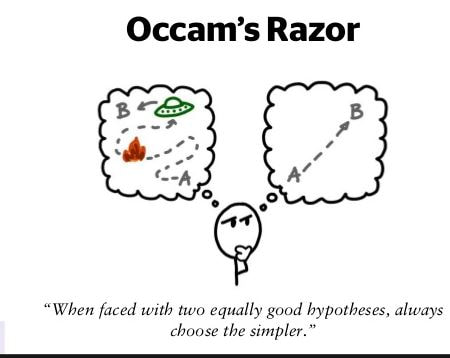 Occam's Razor
B
A
B
A
“When faced with two equally good hypotheses, always
choose the simpler.”